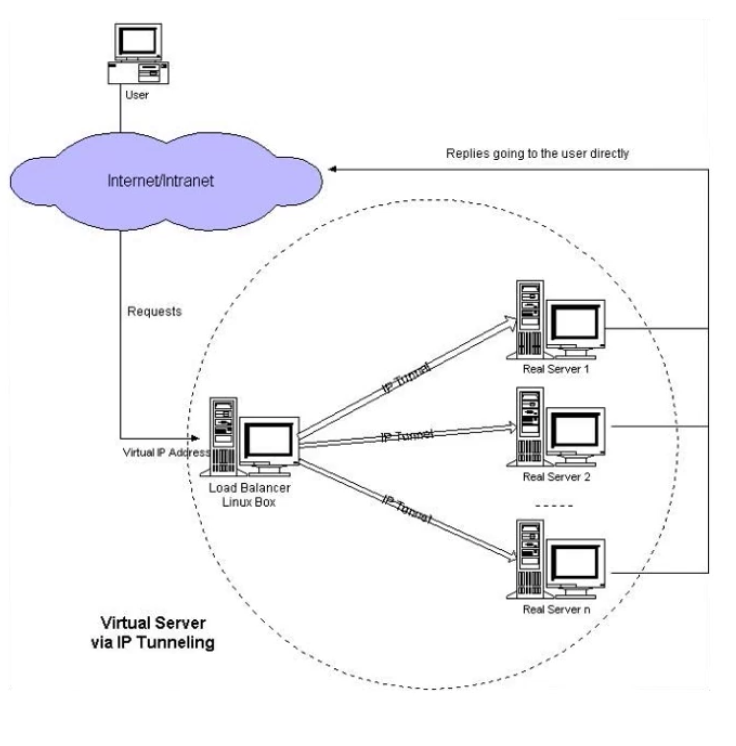 User
Internet/Intranet
Replies going to the user directly
Requests
Real Server 1
IP Tunnel
Virtual IP Address
IP Tunnel
Load Balancer
Linux Box
Real Server 2
IP Tunnel
Real Server n
Virtual Server
via IP Tunneling